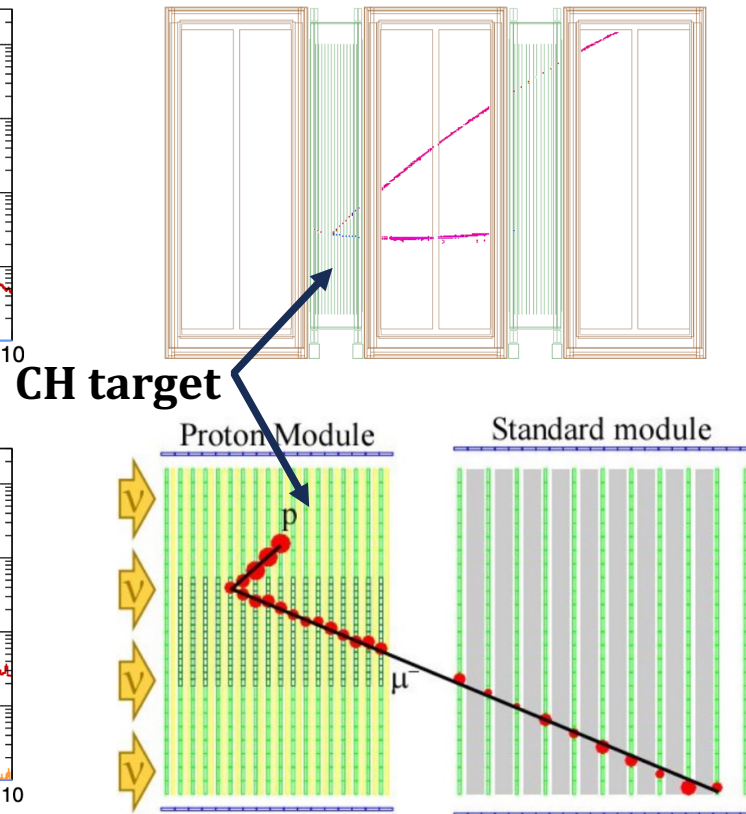 10
CH target
Proton Module
Standard module
ν
p
ν
ν
μ⁻
ν
10